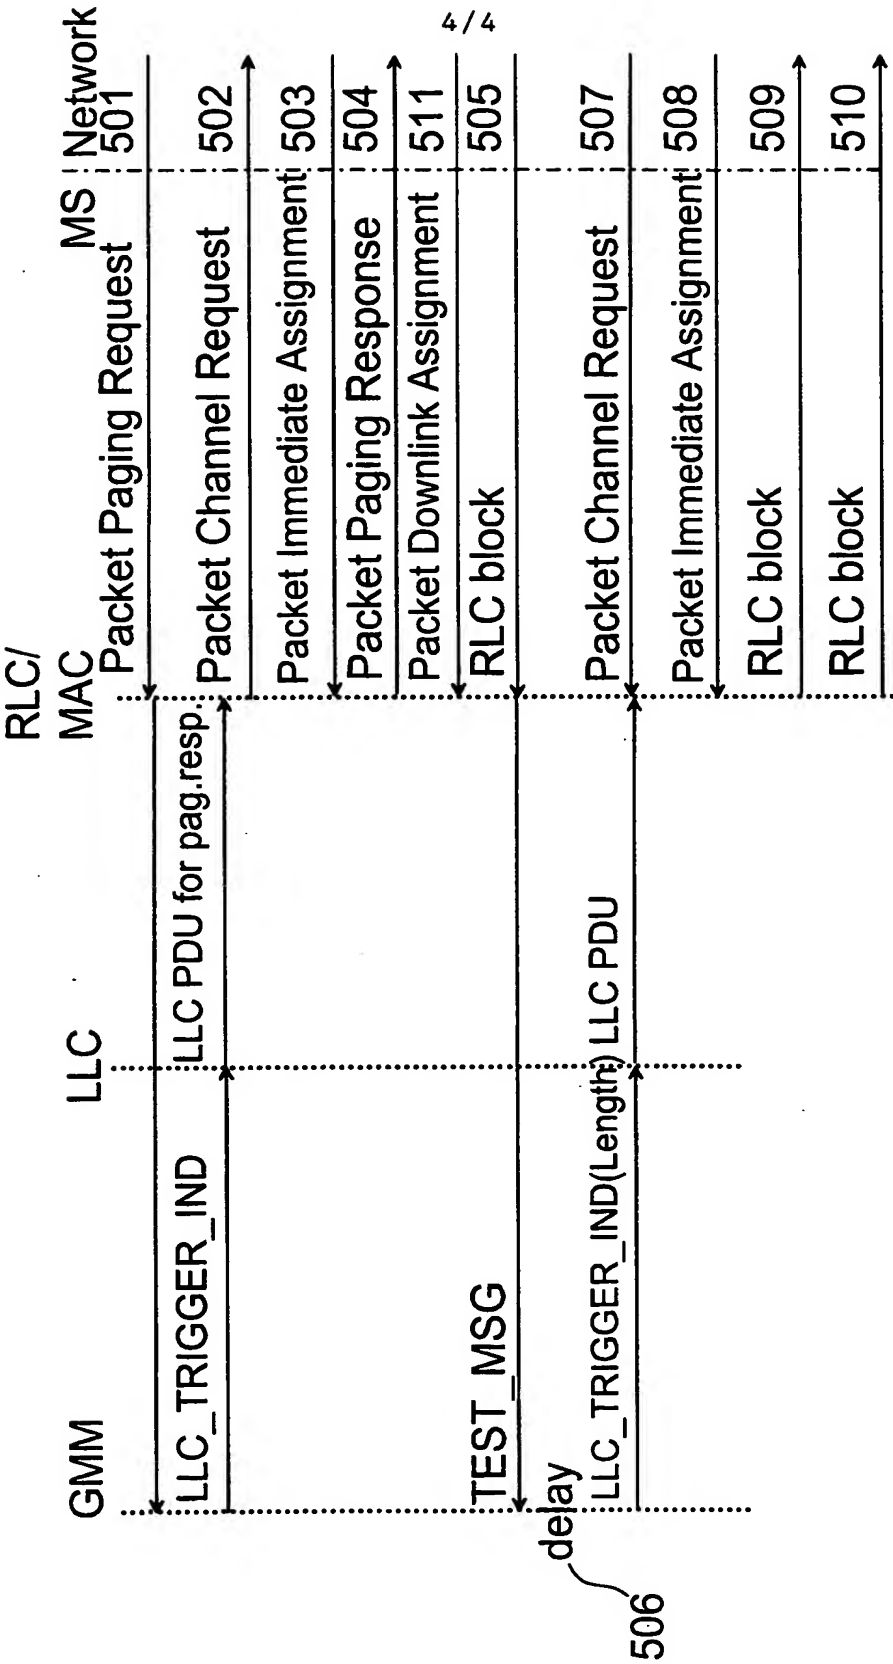 4/4
GMM
LLC
RLC/
MAC
MS
Network
Packet Paging Request
501
LLC_TRIGGER_IND
LLC PDU for pag.resp.
Packet Channel Request
502
Packet Immediate Assignment
503
Packet Paging Response
504
Packet Downlink Assignment
511
TEST_MSG
RLC block
505
delay
506
LLC_TRIGGER_IND(Length)
LLC PDU
Packet Channel Request
507
Packet Immediate Assignment
508
RLC block
509
RLC block
510